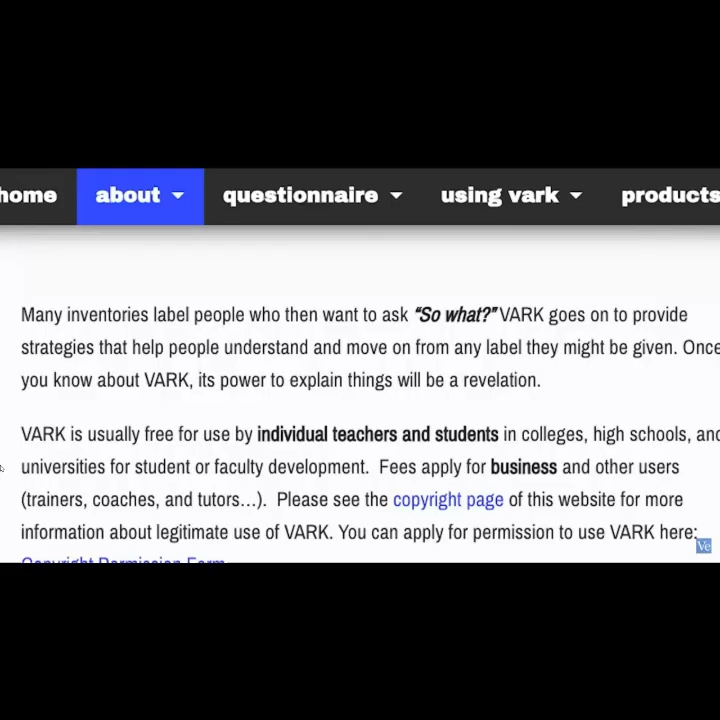 home about questionnaire using vark products
Many inventories label people who then want to ask “So what?” VARK goes on to provide
strategies that help people understand and move on from any label they might be given. Once
you know about VARK, its power to explain things will be a revelation.
VARK is usually free for use by individual teachers and students in colleges, high schools, and
universities for student or faculty development. Fees apply for business and other users
(trainers, coaches, and tutors...). Please see the copyright page of this website for more
information about legitimate use of VARK. You can apply for permission to use VARK here:
Ve
Copyright Permission Form